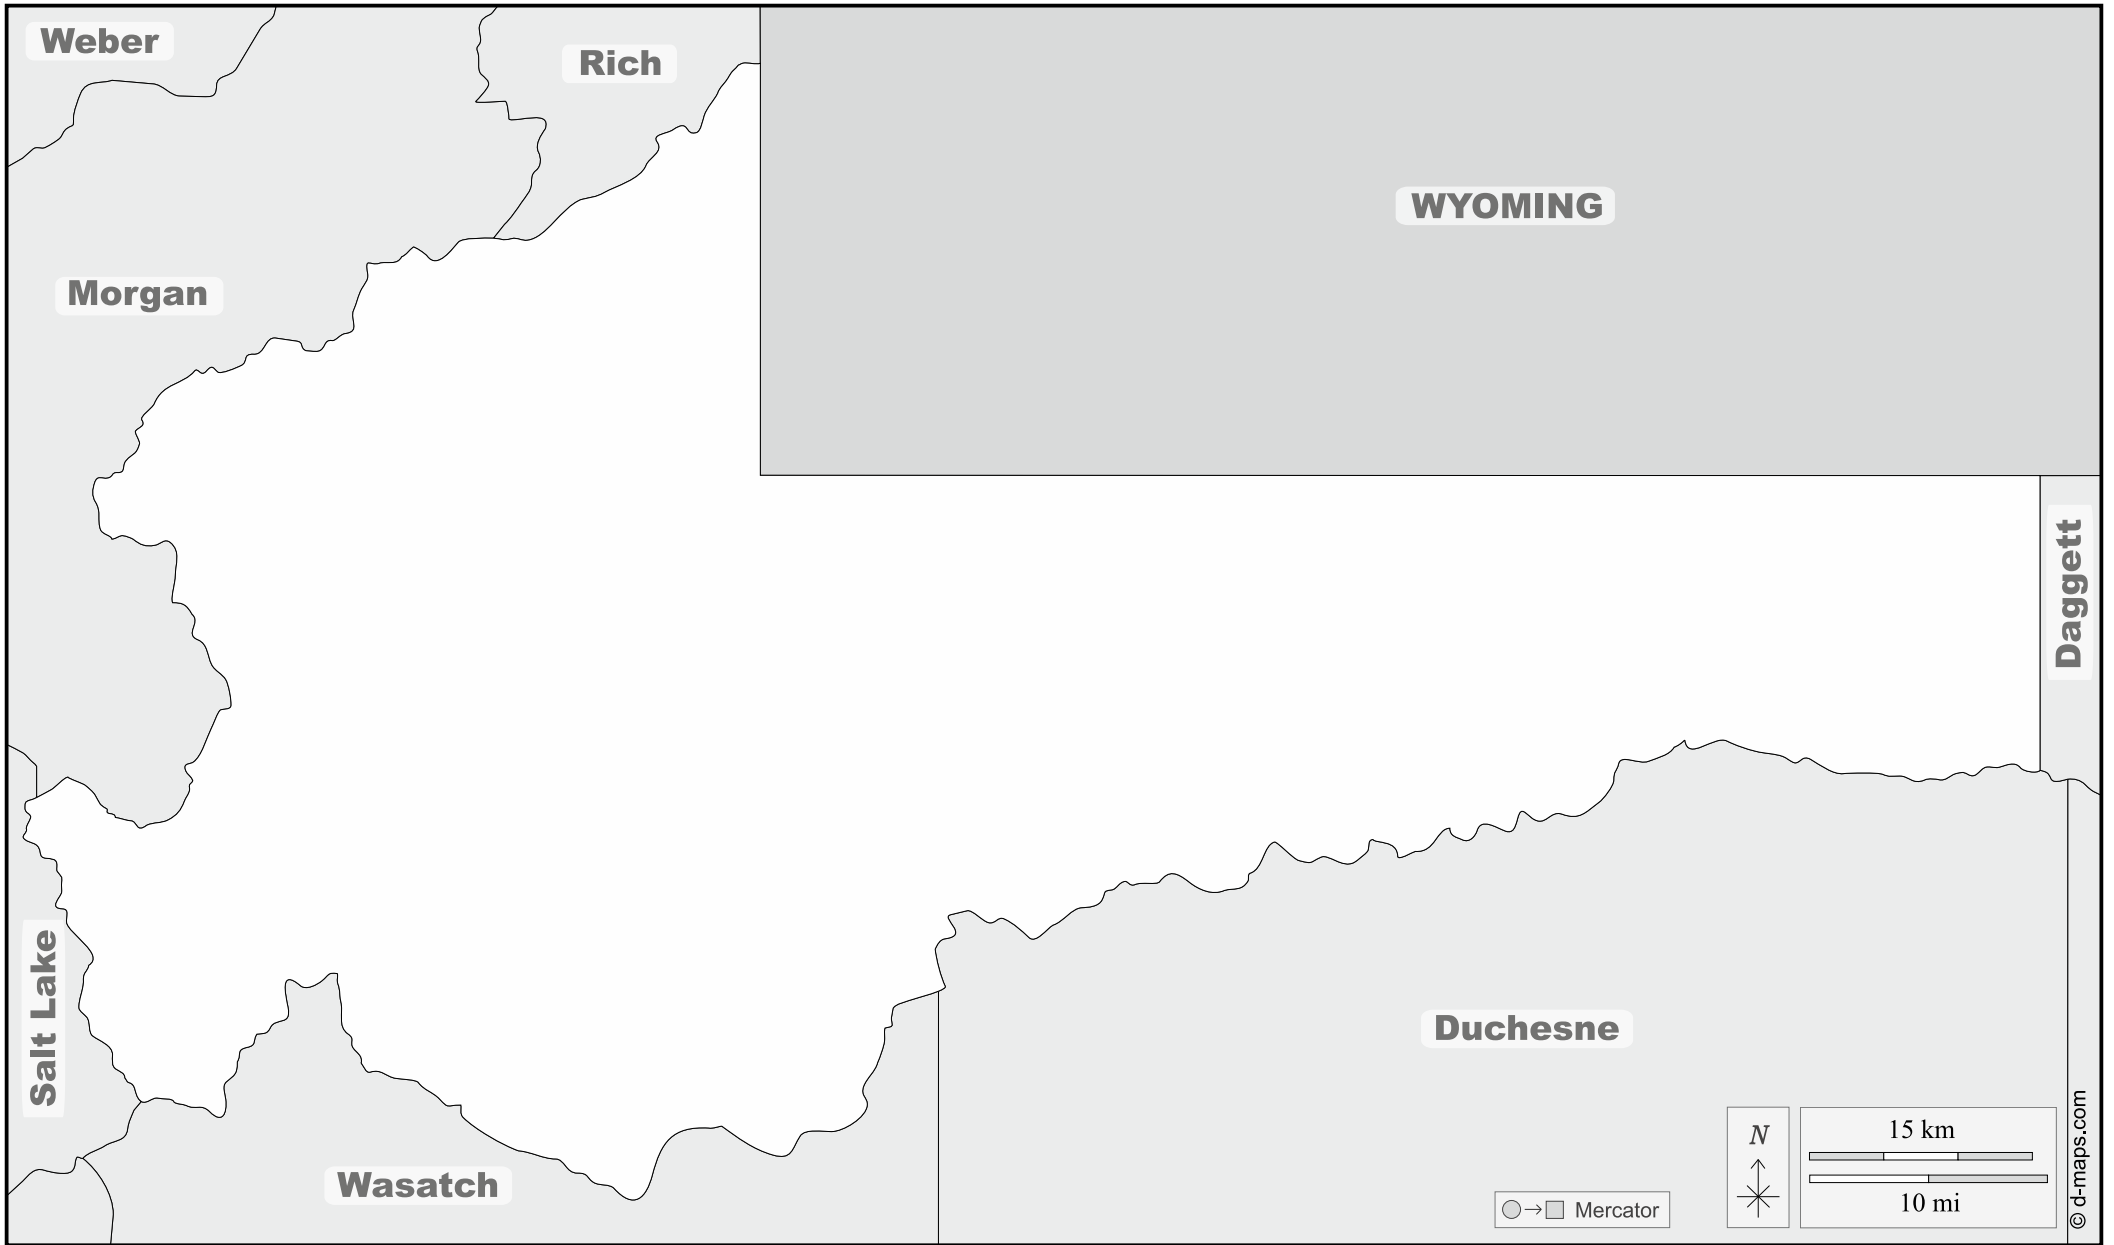 Weber
Rich
WYOMING
Morgan
Daggett
Salt Lake
Duchesne
Wasatch
N
15 km
10 mi
Mercator
© d-maps.com